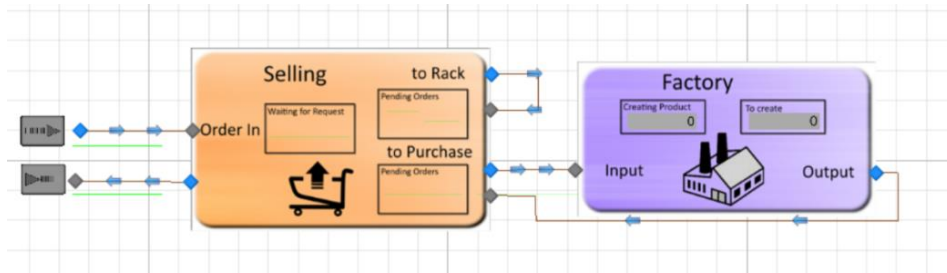 Selling
to Rack
Pending Orders
Waiting for Request
Order In
to Purchase
Pending Orders
Factory
Creating Product
0
To create
0
Input
Output